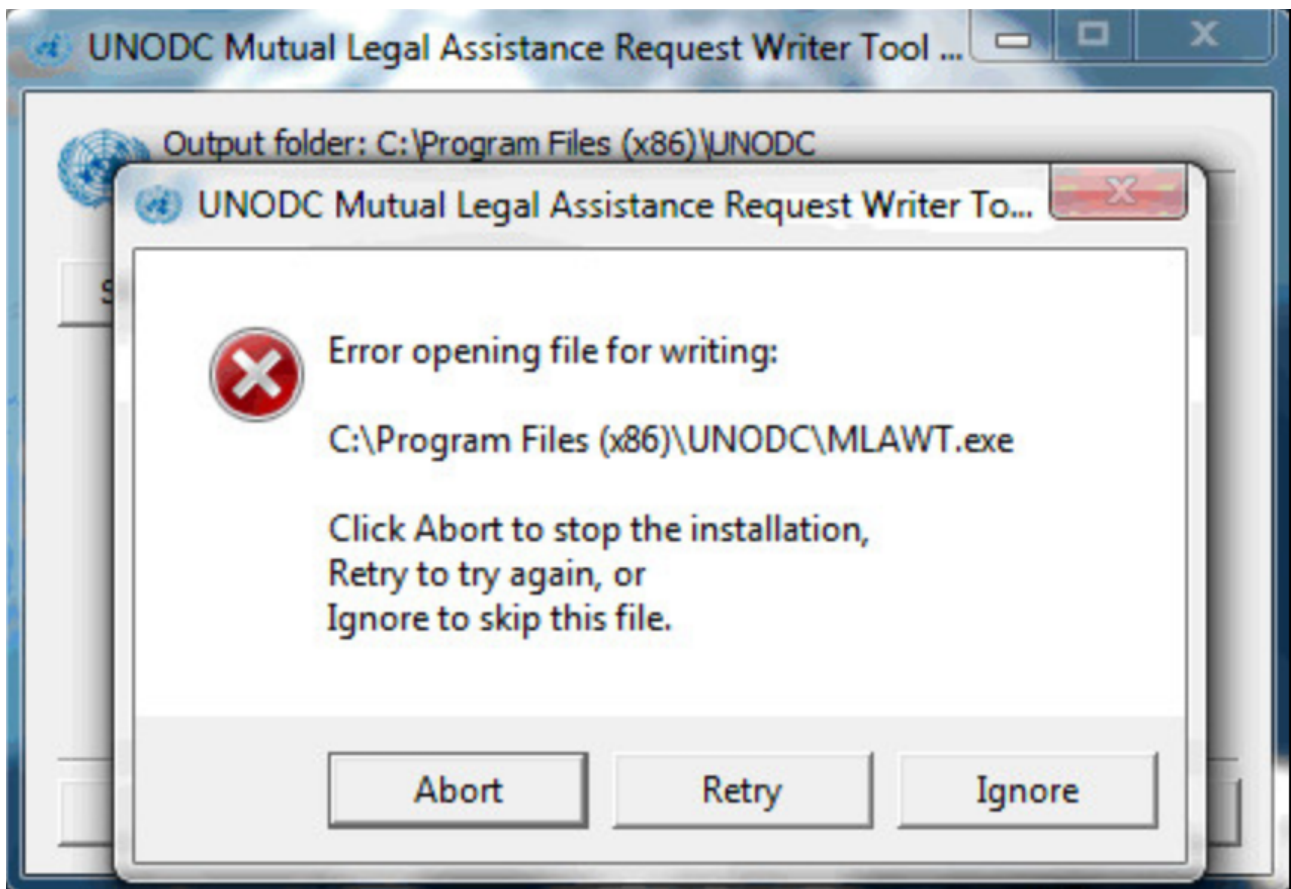 UNODC Mutual Legal Assistance Request Writer Tool ...
Output folder: C:\Program Files (x86)\UNODC
UNODC Mutual Legal Assistance Request Writer To...
Error opening file for writing:
C:\Program Files (x86)\UNODC\MLAWT.exe
Click Abort to stop the installation,
Retry to try again, or
Ignore to skip this file.
Abort
Retry
Ignore